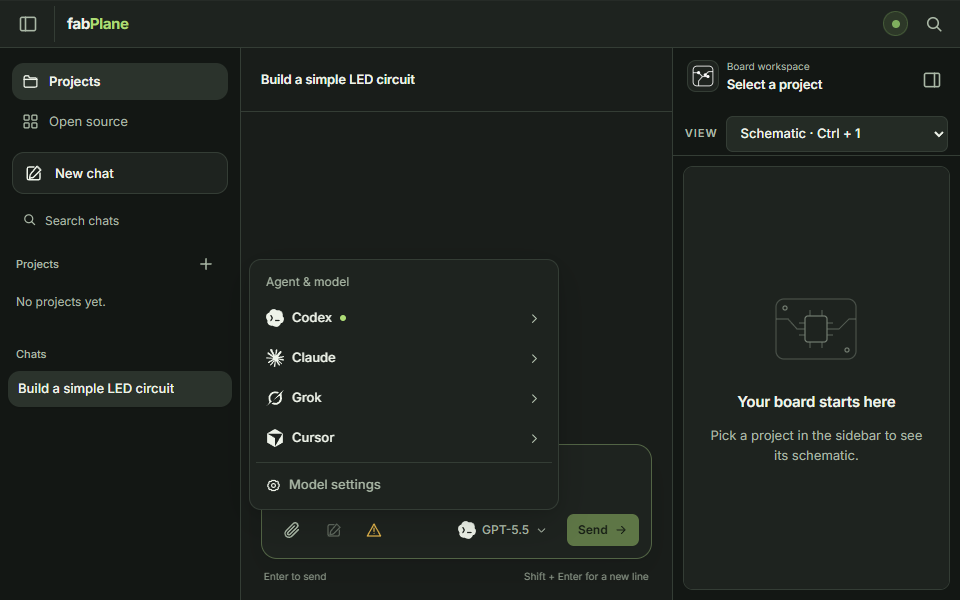 fabPlane
Projects
Open source
New chat
Search chats
Projects
No projects yet.
Chats
Build a simple LED circuit
Build a simple LED circuit
Agent & model
Codex
Claude
Grok
Cursor
Model settings
GPT-5.5
Send
Enter to send
Shift + Enter for a new line
Board workspace
Select a project
VIEW
Schematic · Ctrl + 1
Your board starts here
Pick a project in the sidebar to see
its schematic.